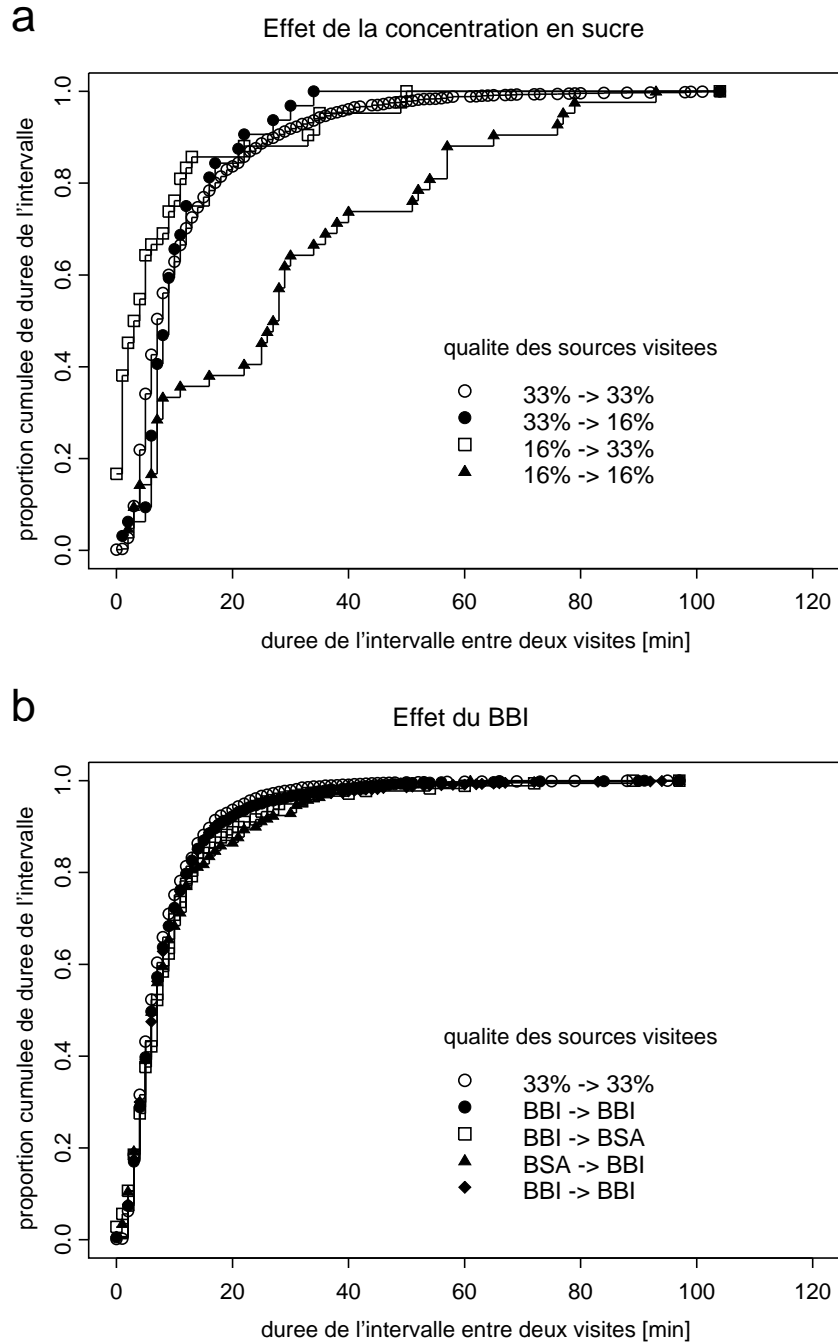 a
Effet de la concentration en sucre
proportion cumulee de duree de l'intervalle
1.0
0.8
0.6
0.4
0.2
0.0
qualite des sources visitees
33% -> 33%
33% -> 16%
16% -> 33%
16% -> 16%
0 20 40 60 80 100 120
duree de l'intervalle entre deux visites [min]
b
Effet du BBI
proportion cumulee de duree de l'intervalle
1.0
0.8
0.6
0.4
0.2
0.0
qualite des sources visitees
33% -> 33%
BBI -> BBI
BBI -> BSA
BSA -> BBI
BBI -> BBI
0 20 40 60 80 100 120
duree de l'intervalle entre deux visites [min]